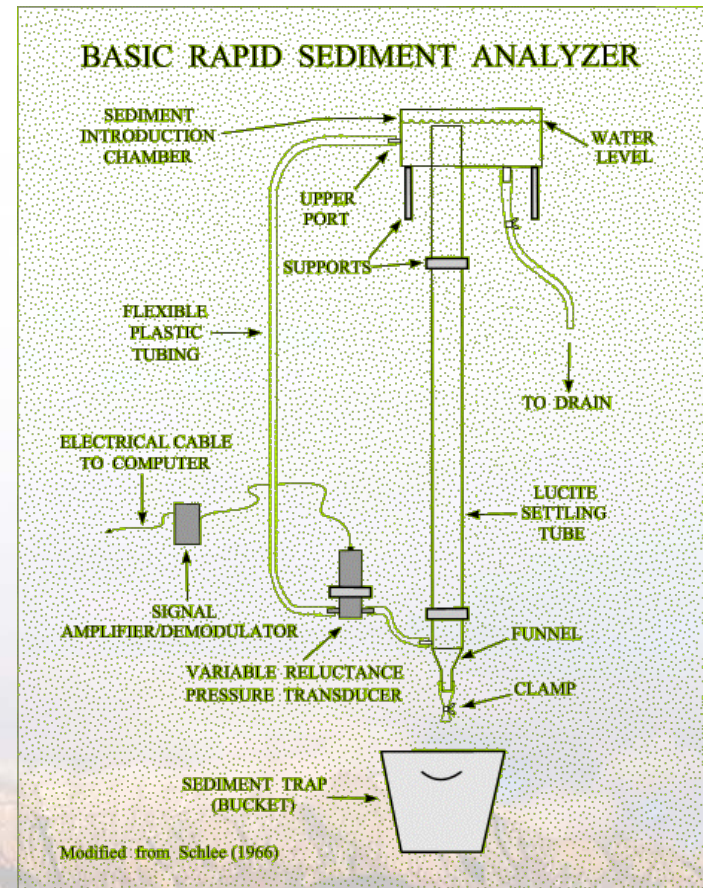 BASIC RAPID SEDIMENT ANALYZER
SEDIMENT
INTRODUCTION
CHAMBER
WATER
LEVEL
UPPER
PORT
SUPPORTS
FLEXIBLE
PLASTIC
TUBING
TO DRAIN
ELECTRICAL CABLE
TO COMPUTER
LUCITE
SETTLING
TUBE
SIGNAL
AMPLIFIER/DEMODULATOR
FUNNEL
VARIABLE RELUCTANCE
PRESSURE TRANSDUCER
CLAMP
SEDIMENT TRAP
(BUCKET)
Modified from Schlee (1966)